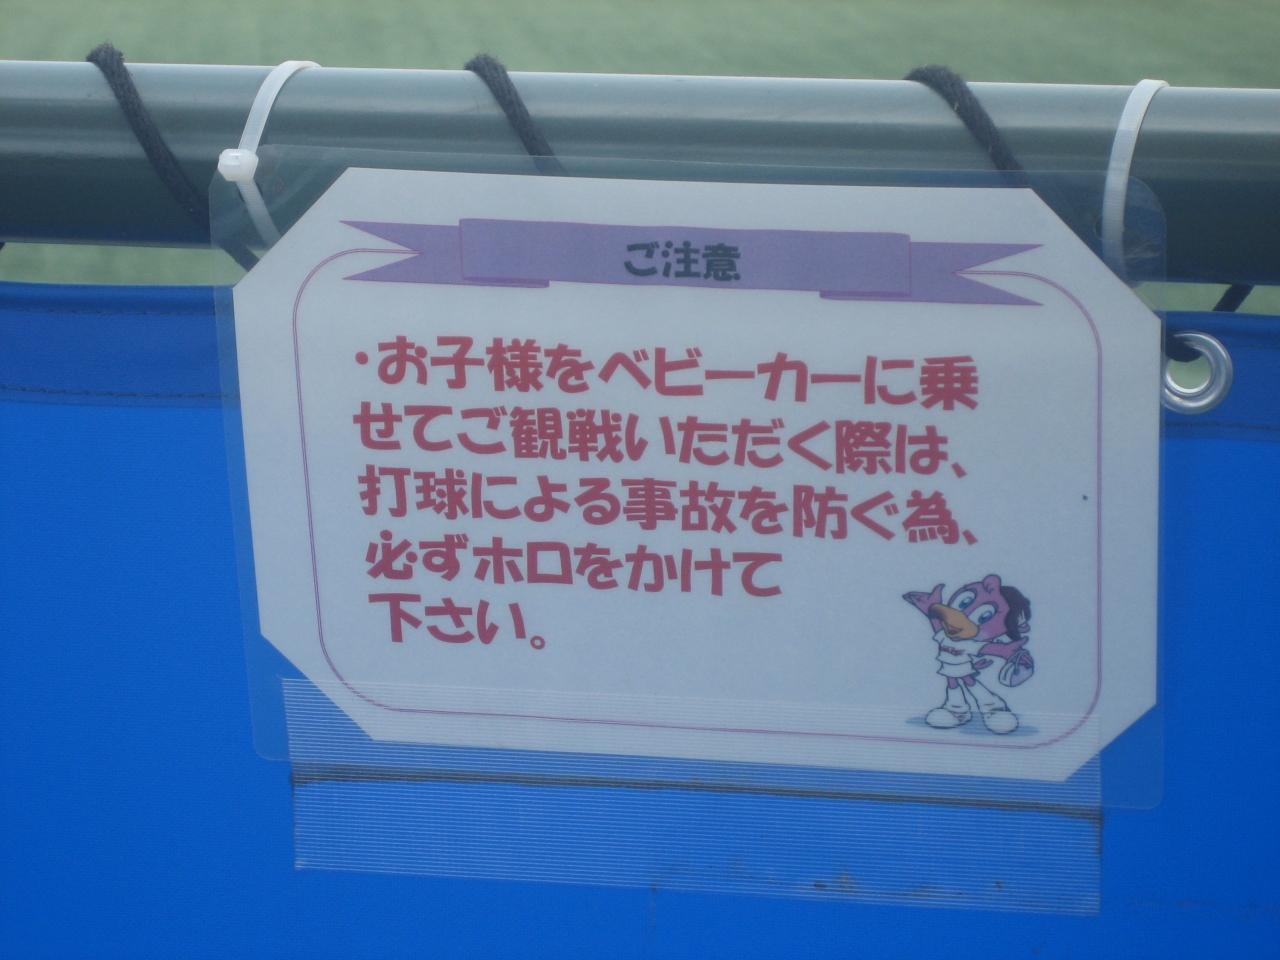 ご注意
・お子様をベビーカーに乗
せてご観戦いただく際は、
打球による事故を防ぐ為、
必ずホロをかけて
下さい。